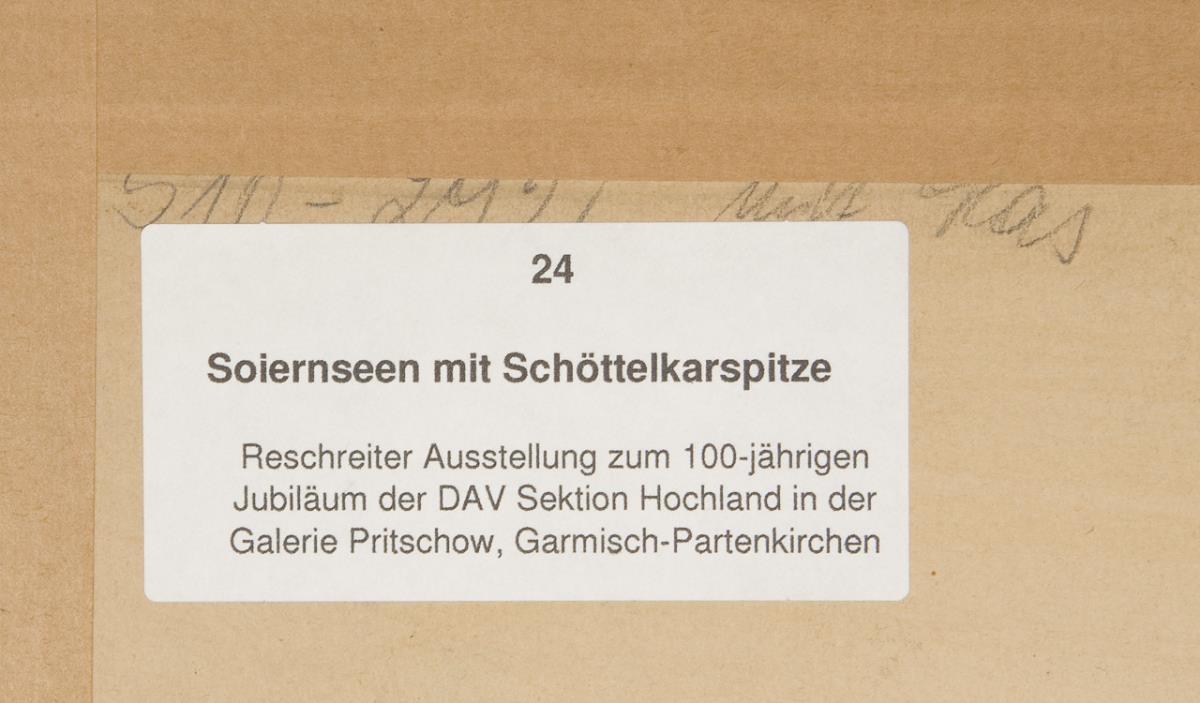 24
Soiernseen mit Schöttelkarspitze
Reschreiter Ausstellung zum 100-jährigen
Jubiläum der DAV Sektion Hochland in der
Galerie Pritschow, Garmisch-Partenkirchen